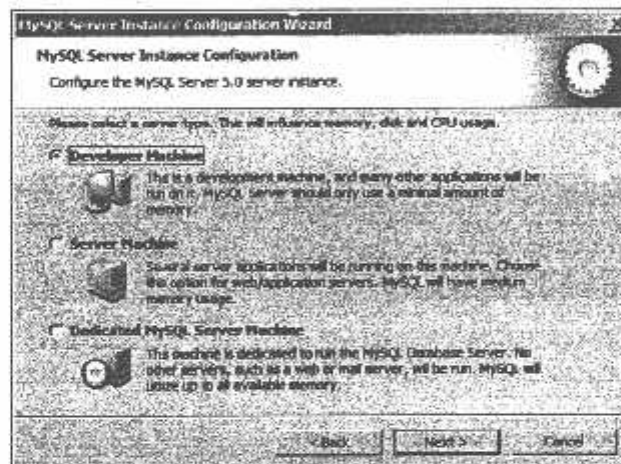 MySQL Server Instance Configuration Wizard
MySQL Server Instance Configuration
Configure the MySQL Server 5.0 server instance.
Please select a server type. This will influence memory, disk and CPU usage.
Developer Machine
This is a development machine, and many other applications will be
run on it. MySQL Server should only use a minimal amount of
memory.
Server Machine
Several server applications will be running on this machine. Choose
this option for web/application servers. MySQL will have medium
memory usage.
Dedicated MySQL Server Machine
This machine is dedicated to run the MySQL Database Server. No
other servers, such as a web or mail server, will be run. MySQL will
utilize up to all available memory.
< Back
Next >
Cancel